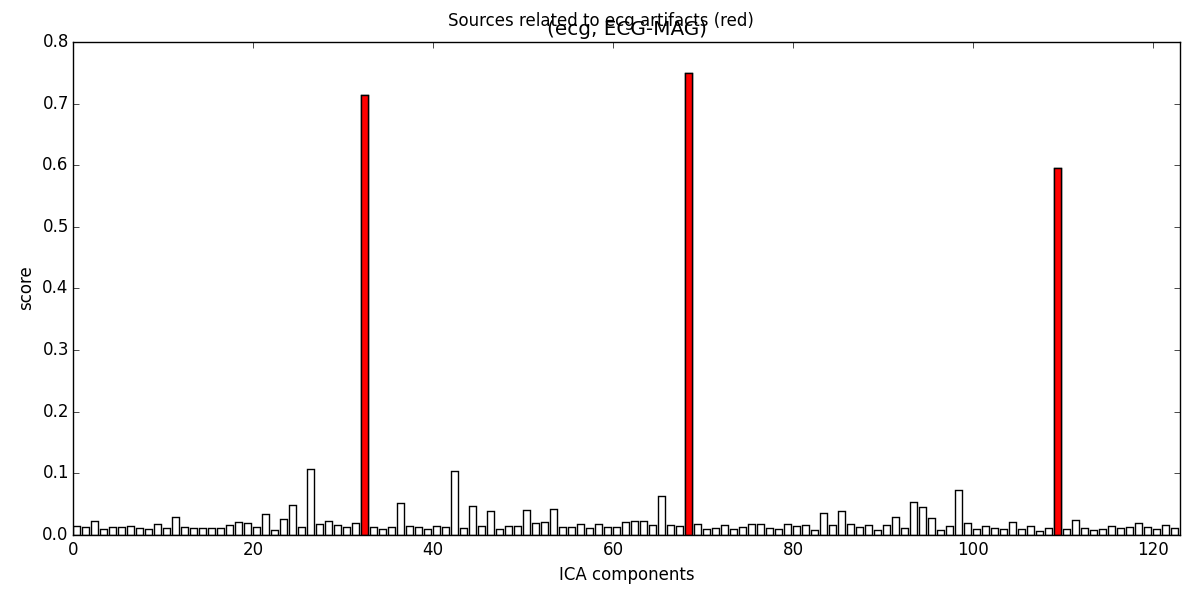 Sources related to ecg artifacts (red)
(ecg, ECG-MAG)
0.8
0.7
0.6
0.5
0.4
0.3
0.2
0.1
0.0
score
0 20 40 60 80 100 120
ICA components